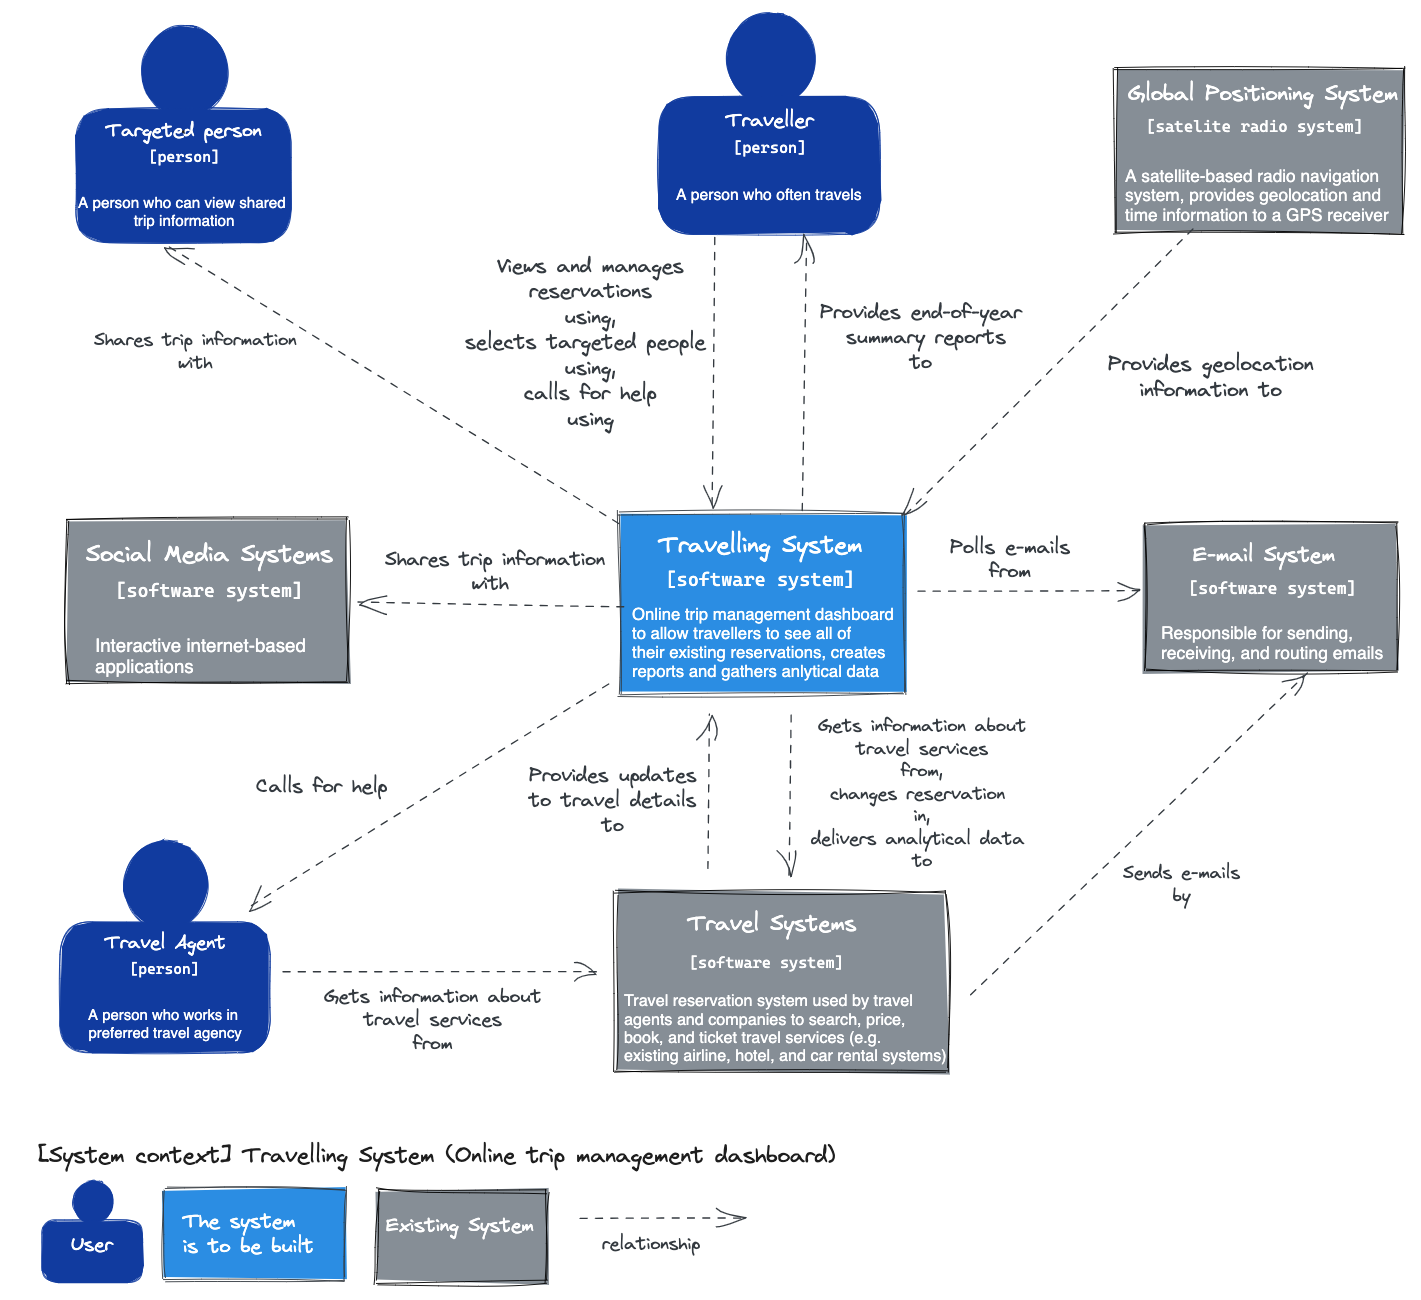 Targeted person
[person]
A person who can view shared
trip information
Traveller
[person]
A person who often travels
Global Positioning System
[satelite radio system]
A satellite-based radio navigation
system, provides geolocation and
time information to a GPS receiver
Shares trip information
with
Views and manages
reservations
using,
selects targeted people
using,
calls for help
using
Provides end-of-year
summary reports
to
Provides geolocation
information to
Social Media Systems
[software system]
Interactive internet-based
applications
Shares trip information
with
Travelling System
[software system]
Online trip management dashboard
to allow travellers to see all of
their existing reservations, creates
reports and gathers anlytical data
Polls e-mails
from
E-mail System
[software system]
Responsible for sending,
receiving, and routing emails
Calls for help
Provides updates
to travel details
to
Gets information about
travel services
from,
changes reservation
in,
delivers analytical data
to
Sends e-mails
by
Travel Agent
[person]
A person who works in
preferred travel agency
Gets information about
travel services
from
Travel Systems
[software system]
Travel reservation system used by travel
agents and companies to search, price,
book, and ticket travel services (e.g.
existing airline, hotel, and car rental systems)
[System context] Travelling System (Online trip management dashboard)
User
The system
is to be built
Existing System
relationship